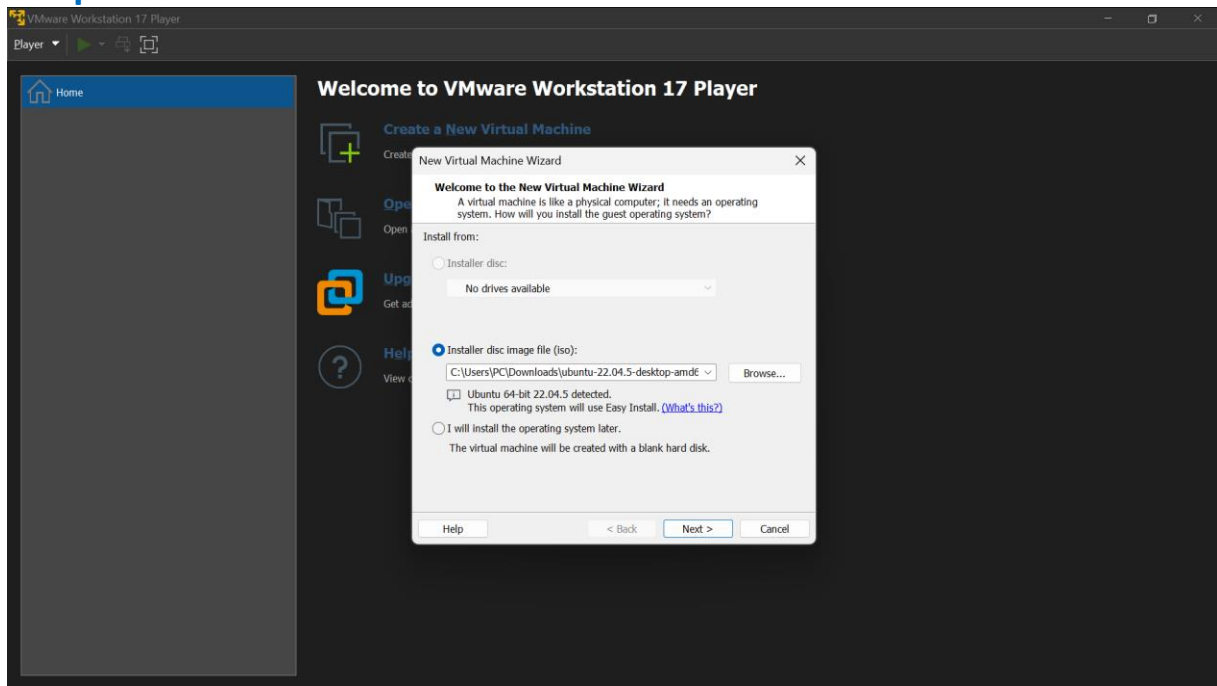 VMware Workstation 17 Player
Player
Home
Welcome to VMware Workstation 17 Player
Create a New Virtual Machine
Create
New Virtual Machine Wizard
Welcome to the New Virtual Machine Wizard
A virtual machine is like a physical computer; it needs an operating
system. How will you install the guest operating system?
Ope
Open
Install from:
Installer disc:
No drives available
Upg
Get ad
Installer disc image file (iso):
Help
C:\Users\PC\Downloads\ubuntu-22.04.5-desktop-amd6
Browse...
View
Ubuntu 64-bit 22.04.5 detected.
This operating system will use Easy Install. (What's this?)
I will install the operating system later.
The virtual machine will be created with a blank hard disk.
Help
< Back
Next >
Cancel